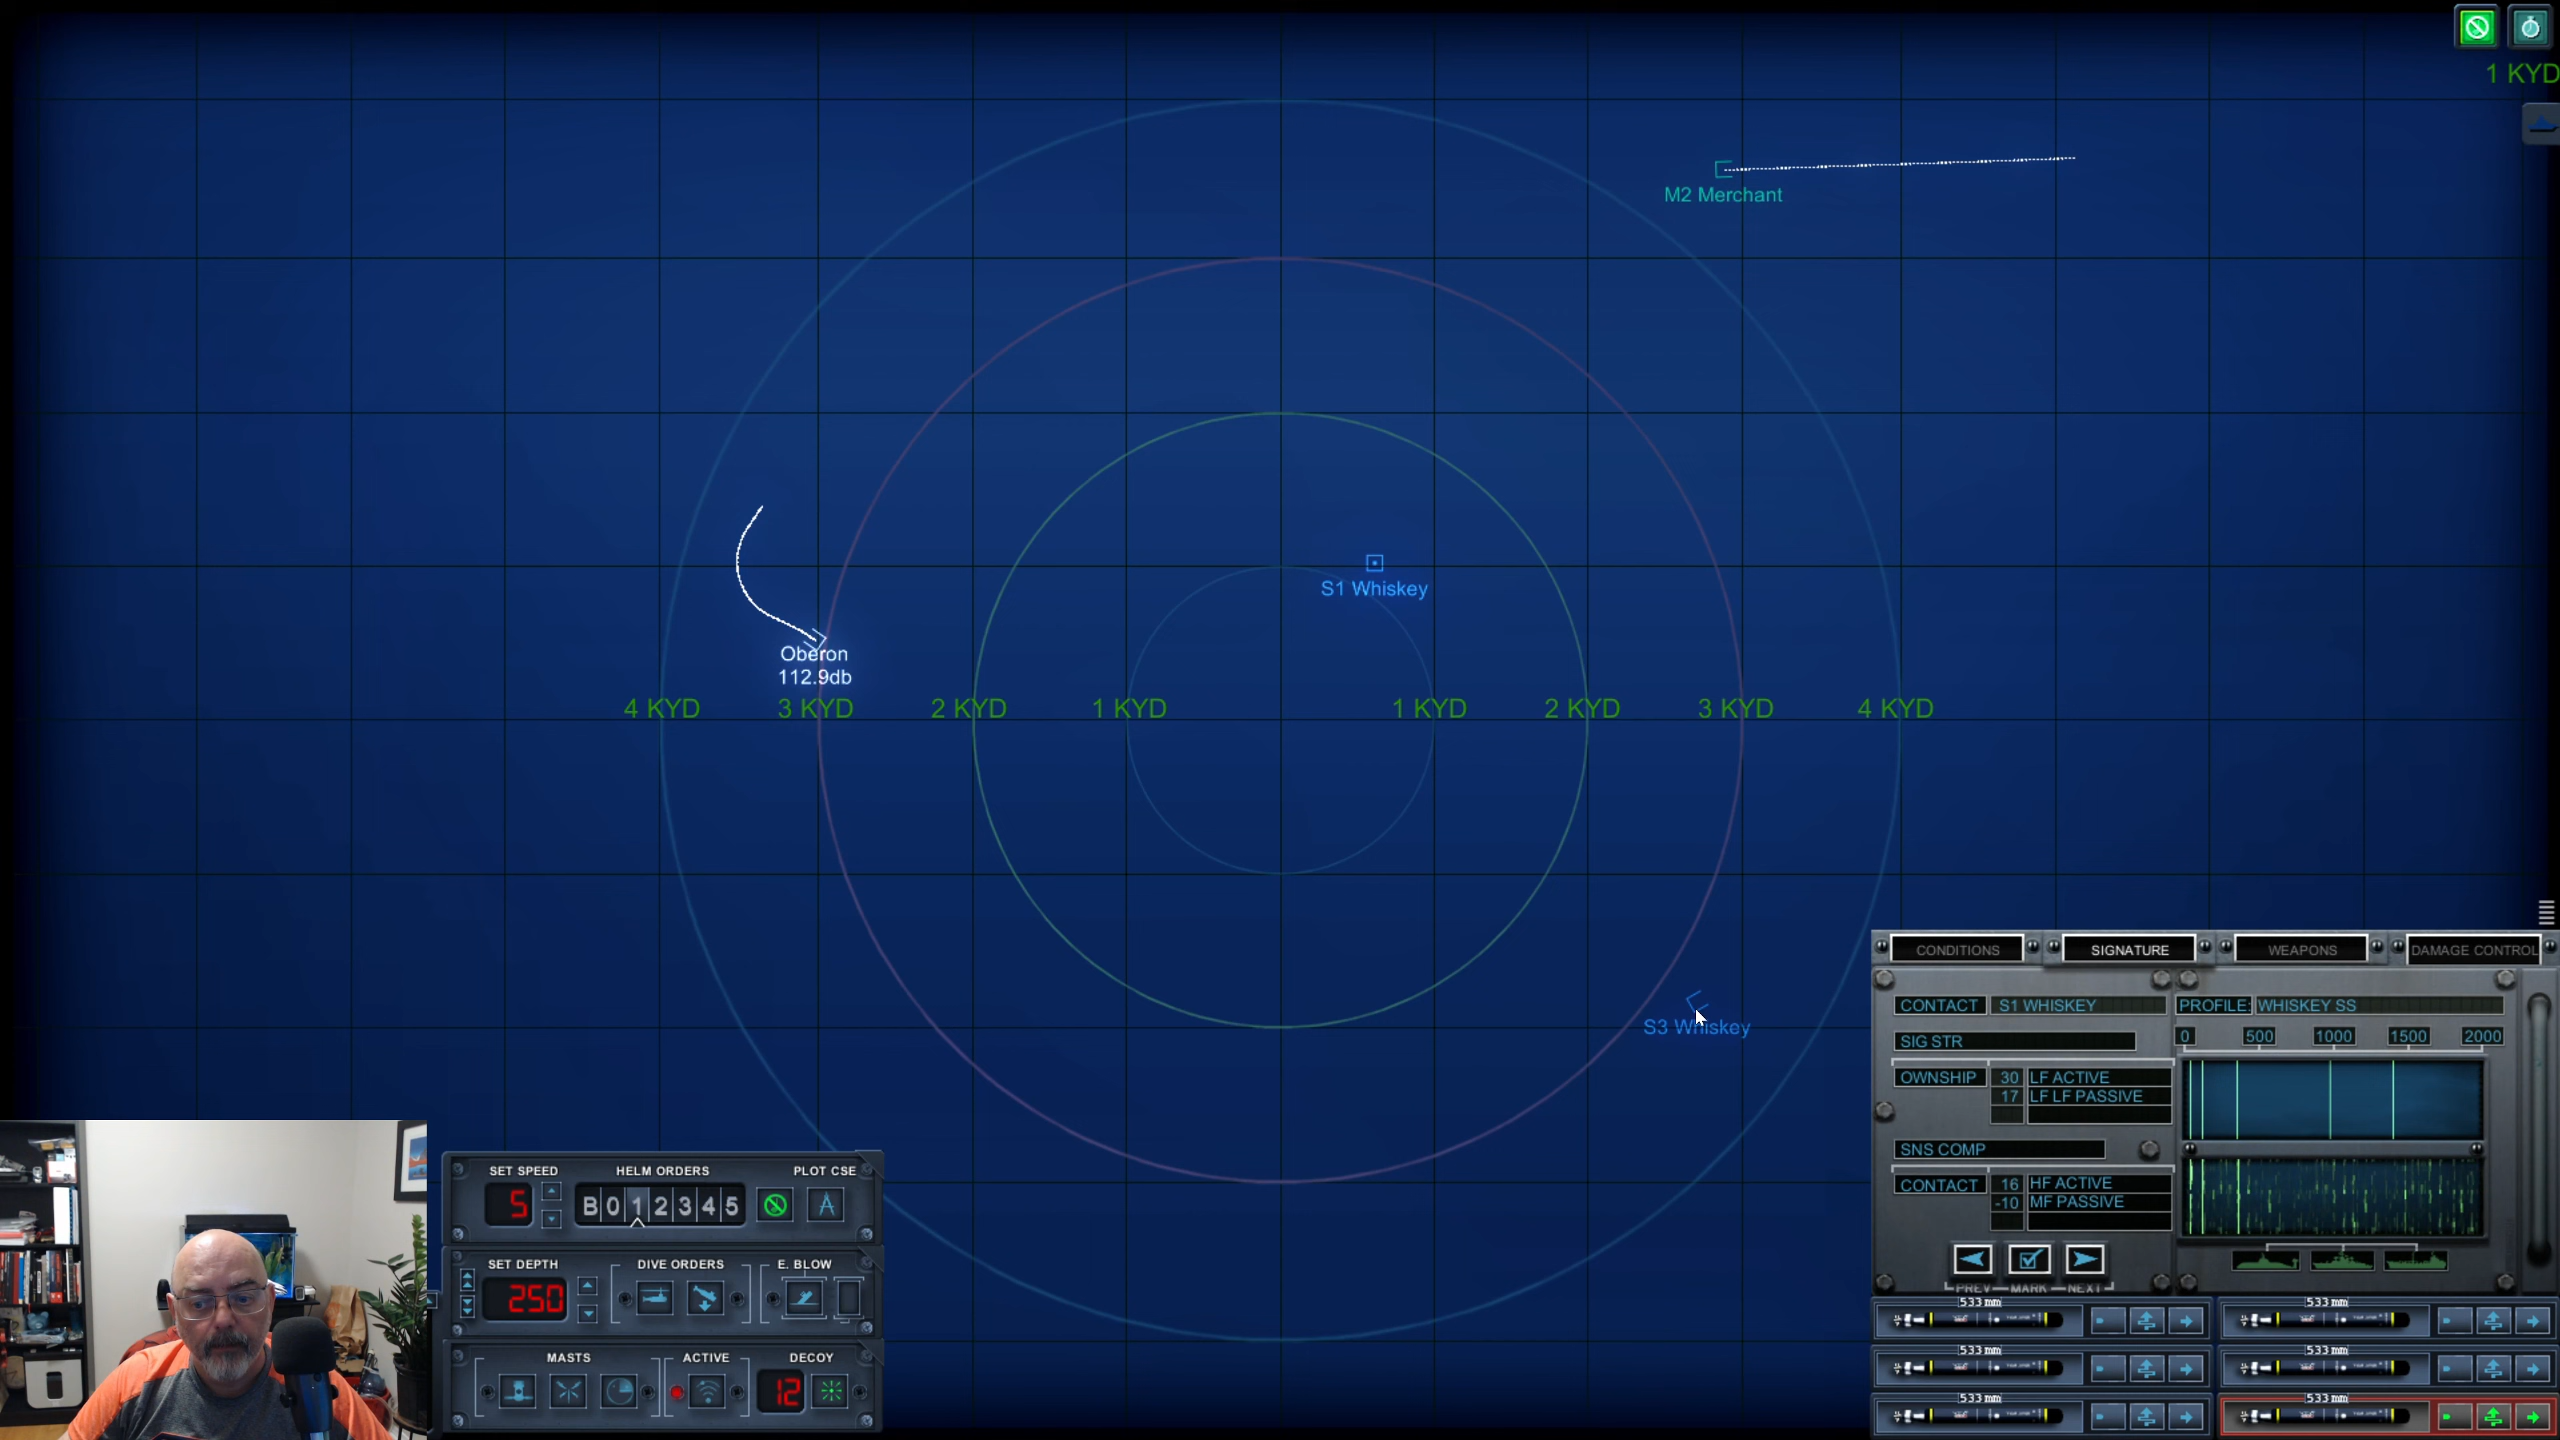 1 KYD
M2 Merchant
S1 Whiskey
Oberon
112.9db
4 KYD 3 KYD 2 KYD 1 KYD 1 KYD 2 KYD 3 KYD 4 KYD
S3 Whiskey
CONDITIONS SIGNATURE WEAPONS DAMAGE CONTROL
CONTACT S1 WHISKEY PROFILE: WHISKEY SS
0 500 1000 1500 2000
SIG STR
OWNSHIP 30 LF ACTIVE
17 LF LF PASSIVE
SNS COMP
CONTACT 16 HF ACTIVE
-10 MF PASSIVE
PREV MARK NEXT
533 mm 533 mm
533 mm 533 mm
533 mm 533 mm
SET SPEED HELM ORDERS PLOT CSE
5 B 0 1 2 3 4 5
SET DEPTH DIVE ORDERS E. BLOW
250
MASTS ACTIVE DECOY
12